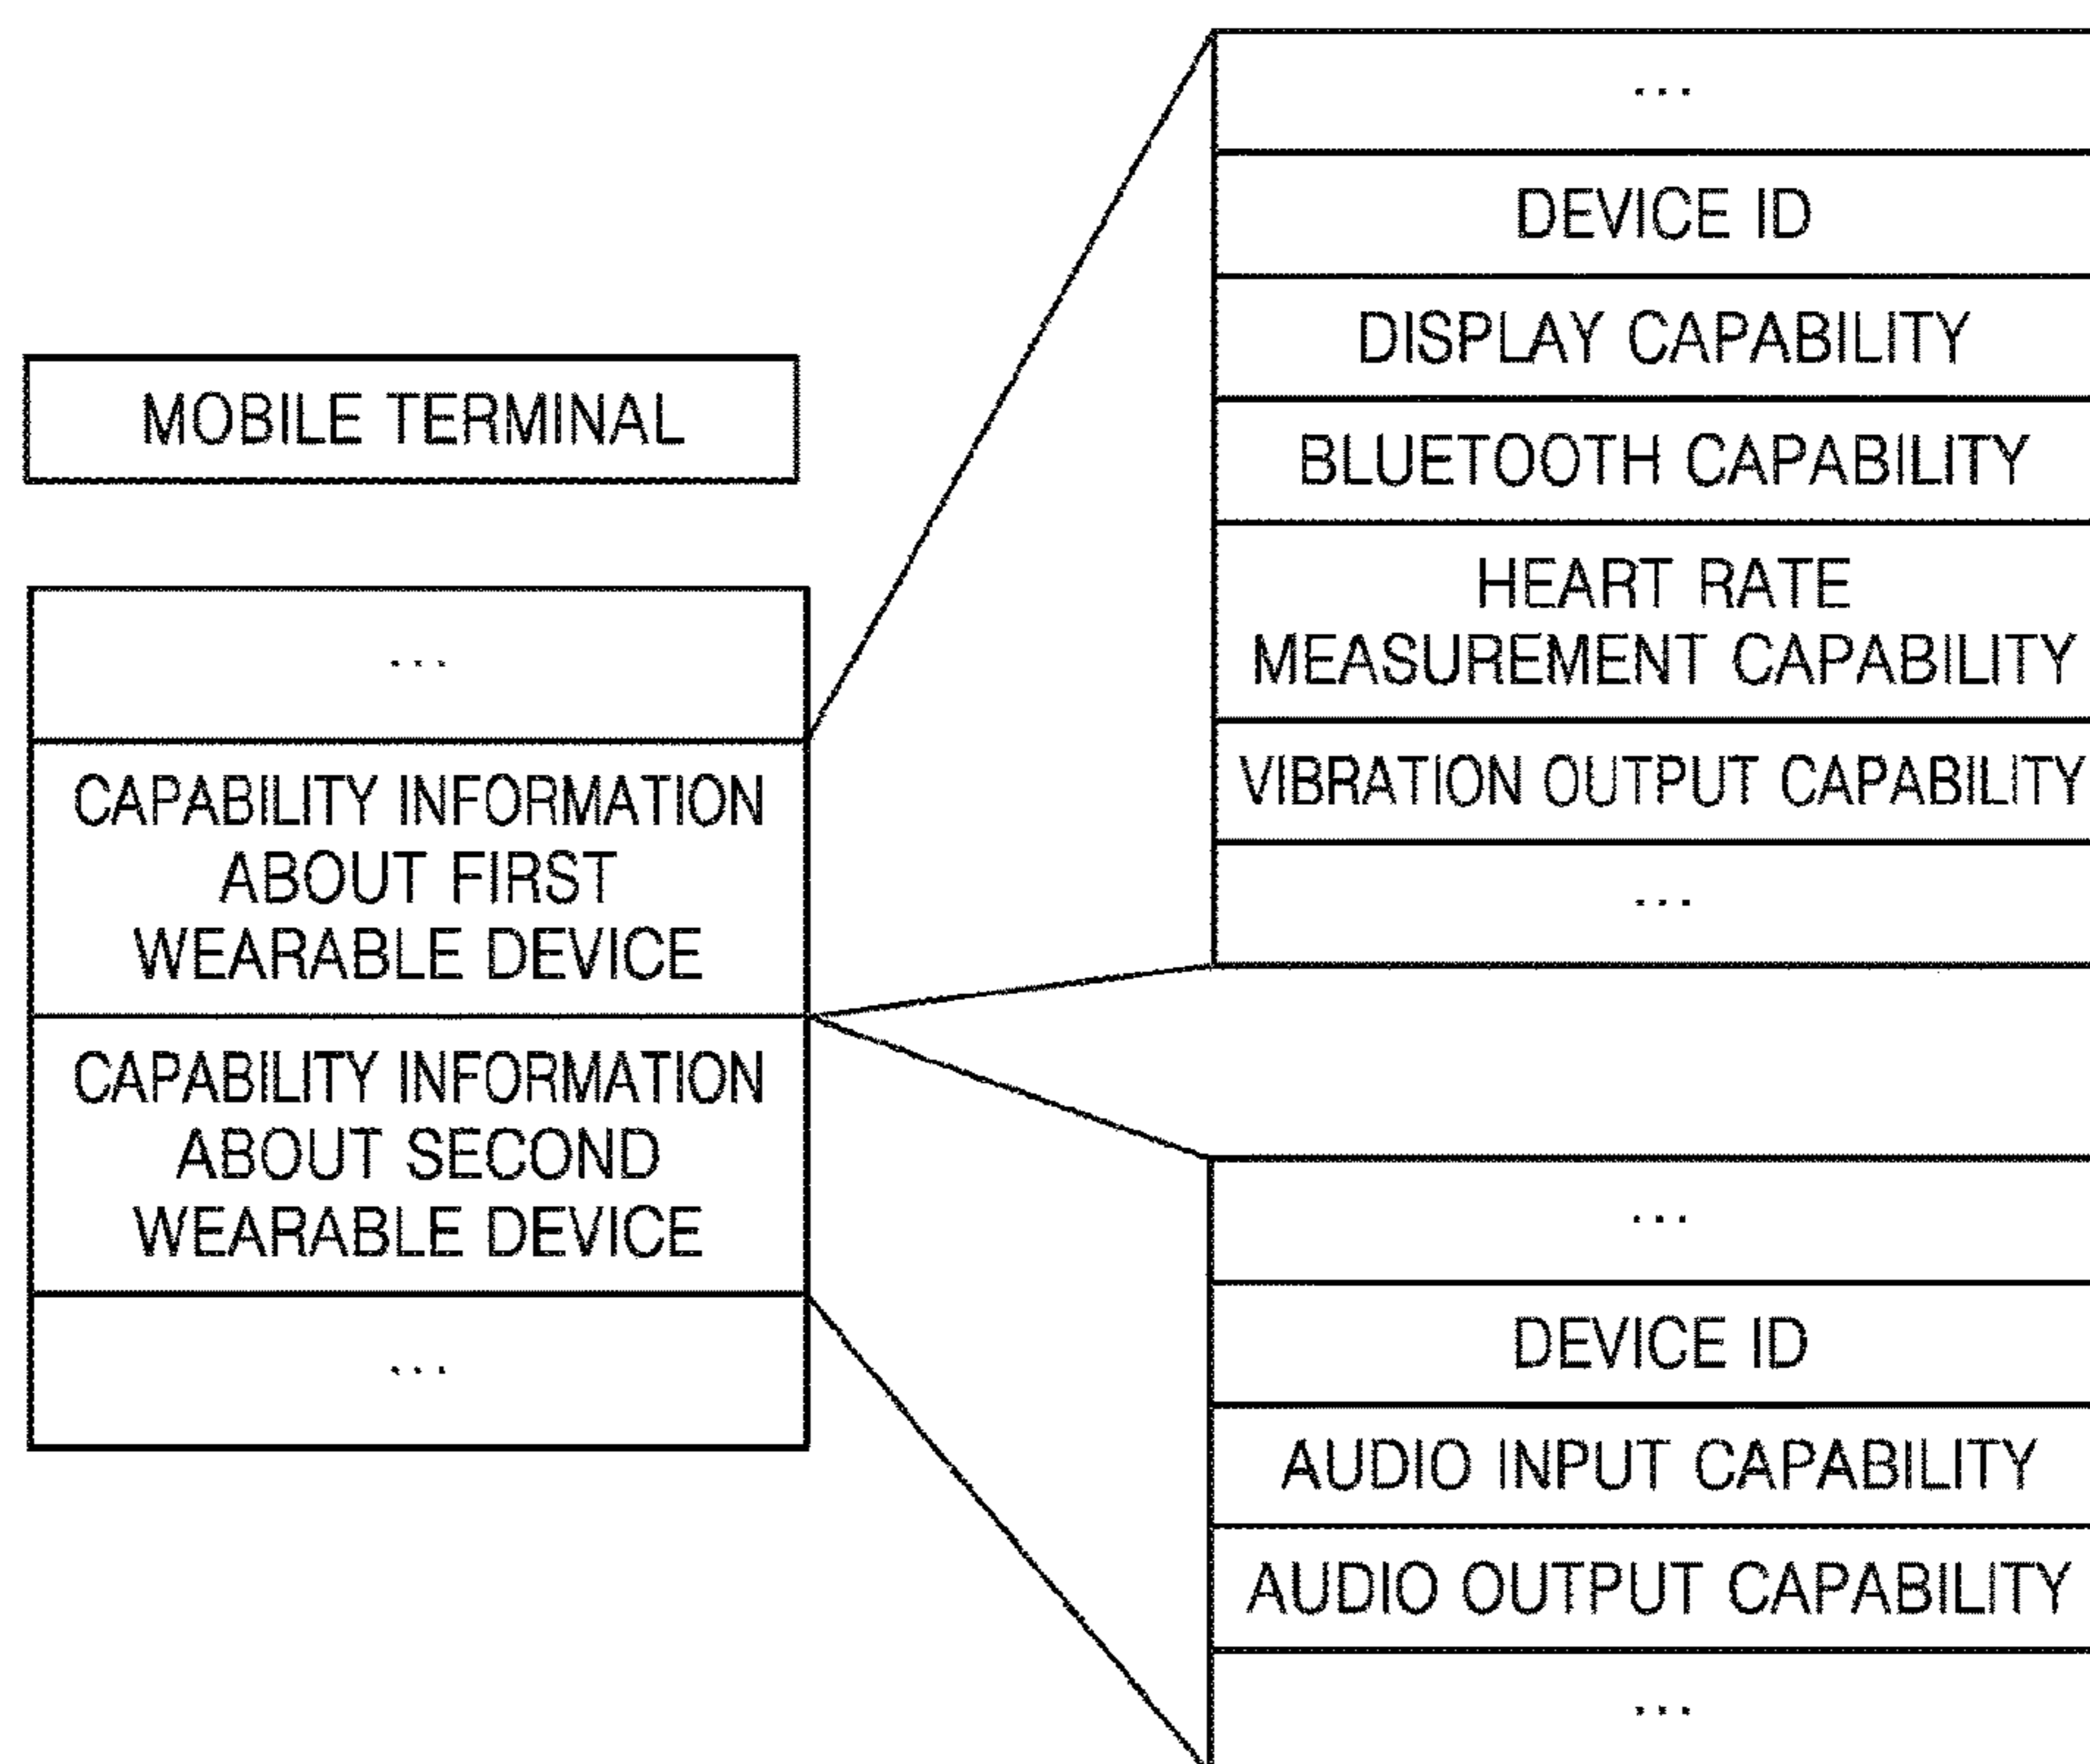 MOBILE TERMINAL
...
CAPABILITY INFORMATION
ABOUT FIRST
WEARABLE DEVICE
CAPABILITY INFORMATION
ABOUT SECOND
WEARABLE DEVICE
...
...
DEVICE ID
DISPLAY CAPABILITY
BLUETOOTH CAPABILITY
HEART RATE
MEASUREMENT CAPABILITY
VIBRATION OUTPUT CAPABILITY
...
...
DEVICE ID
AUDIO INPUT CAPABILITY
AUDIO OUTPUT CAPABILITY
...